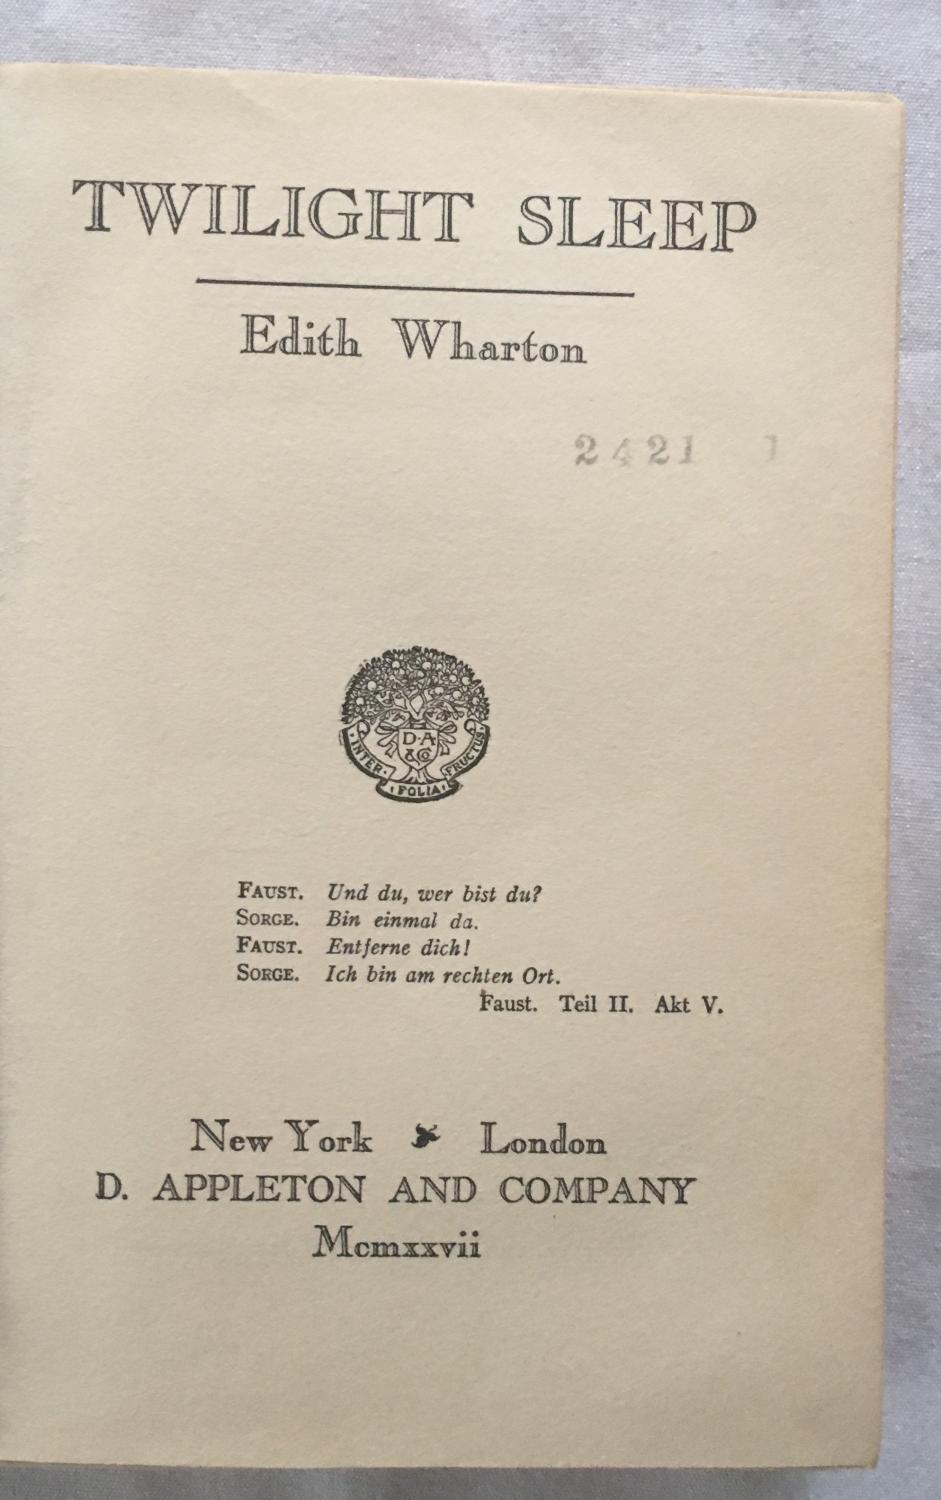 TWILIGHT SLEEP
Edith Wharton
2421 1
D·A
&Co
·INTER·
·FOLIA·
·FRUCTUS·
FAUST. Und du, wer bist du?
SORGE. Bin einmal da.
FAUST. Entferne dich!
SORGE. Ich bin am rechten Ort.
Faust. Teil II. Akt V.
New York London
D. APPLETON AND COMPANY
Mcmxxvii